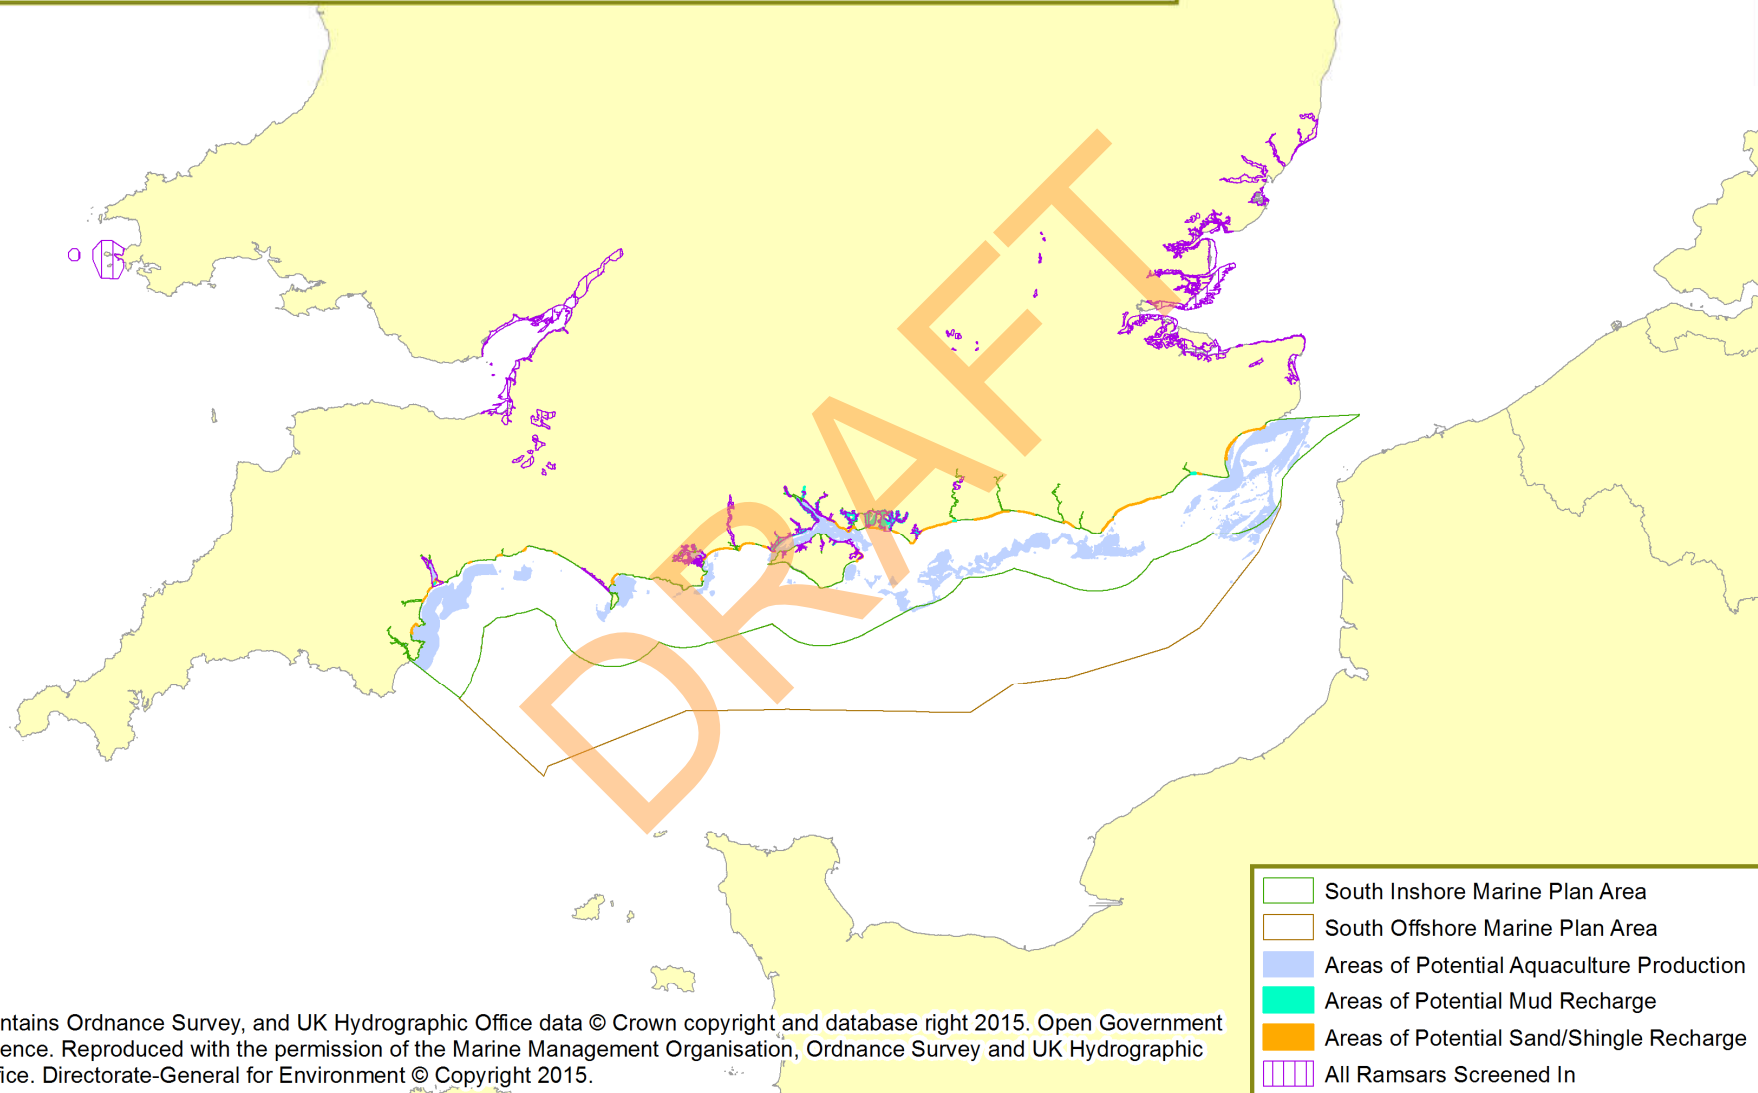 DRAFT
South Inshore Marine Plan Area
South Offshore Marine Plan Area
Areas of Potential Aquaculture Production
Areas of Potential Mud Recharge
Areas of Potential Sand/Shingle Recharge
All Ramsars Screened In
ntains Ordnance Survey, and UK Hydrographic Office data © Crown copyright and database right 2015. Open Government
ence. Reproduced with the permission of the Marine Management Organisation, Ordnance Survey and UK Hydrographic
fice. Directorate-General for Environment © Copyright 2015.